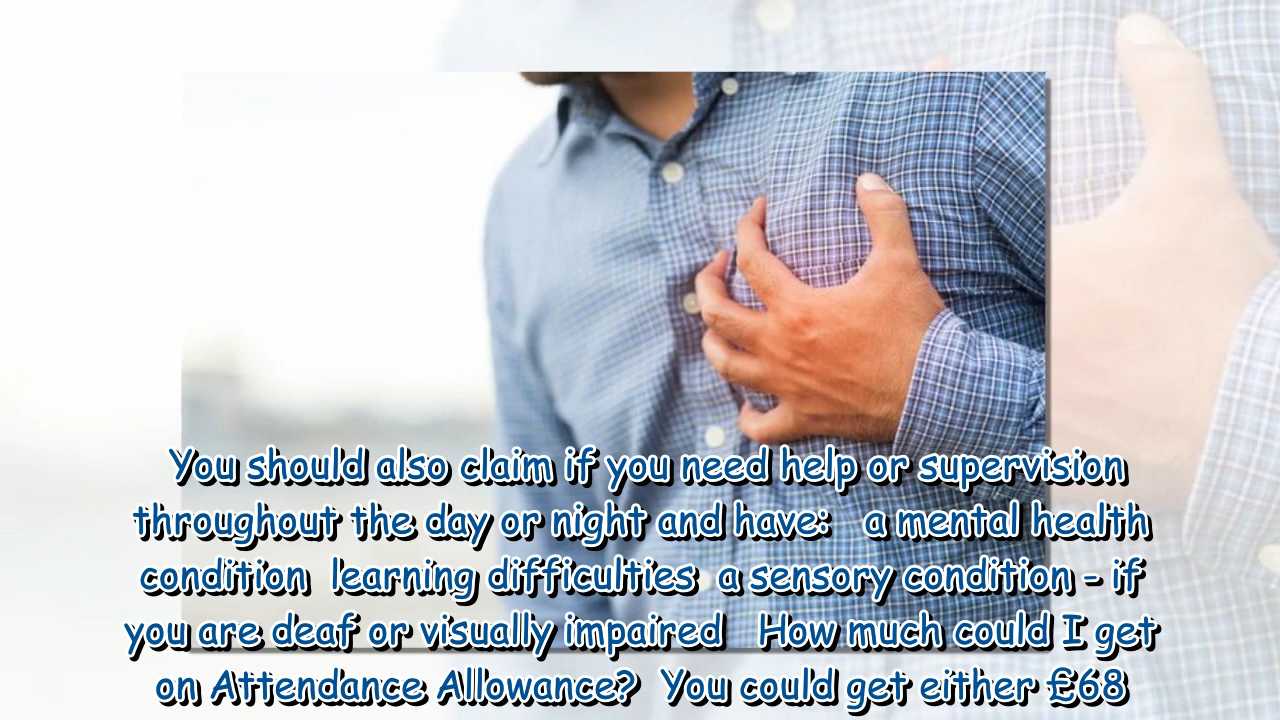 You should also claim if you need help or supervision
throughout the day or night and have: a mental health
condition learning difficulties a sensory condition - if
you are deaf or visually impaired How much could I get
on Attendance Allowance? You could get either £68